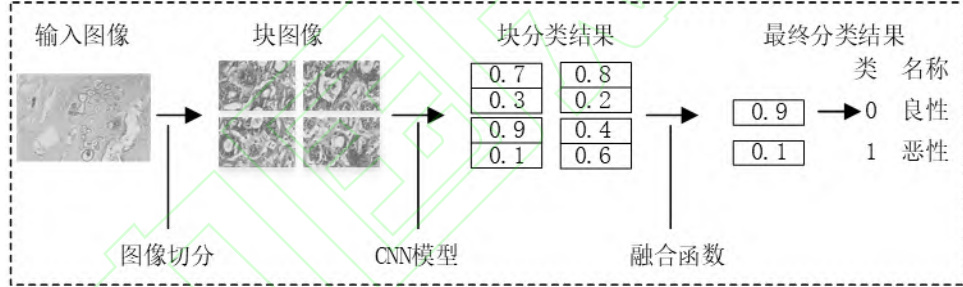 输入图像 块图像 块分类结果 最终分类结果
类 名称
0.7 0.8
0.3 0.2
0.9 0 良性
0.9 0.4
0.1 0.6
0.1 1 恶性
图像切分 CNN模型 融合函数